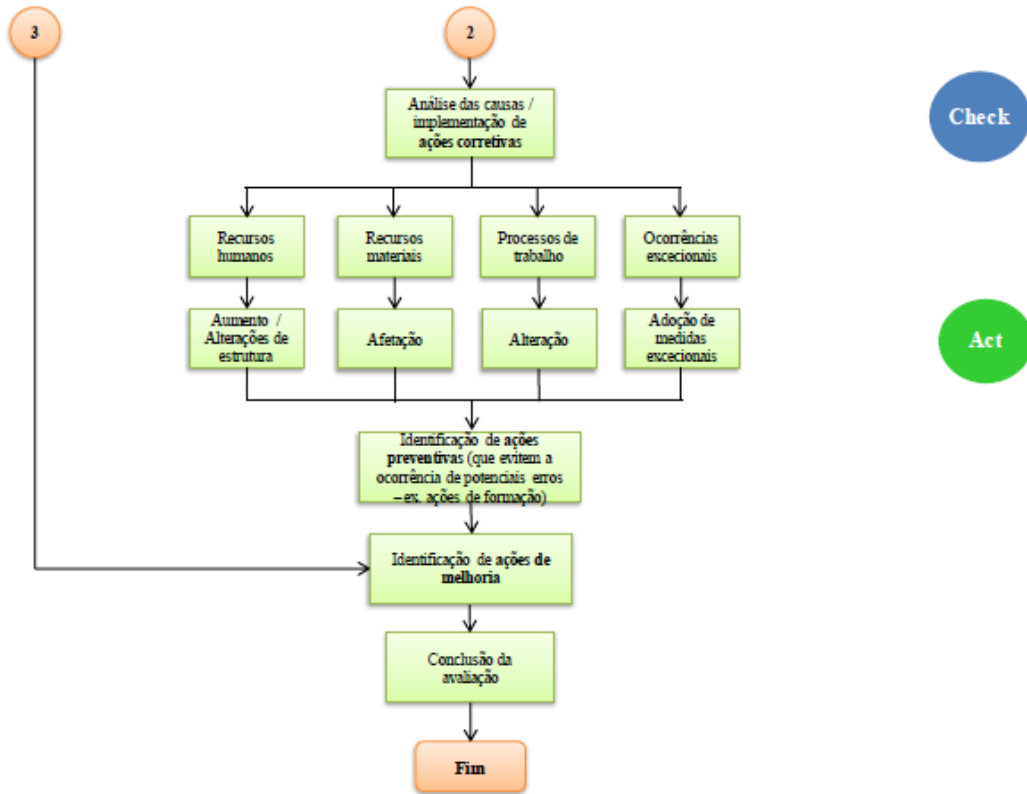 3
2
Análise das causas /
implementação de
ações corretivas
Check
Recursos
humanos
Recursos
materiais
Processos de
trabalho
Ocorrências
excecionais
Aumento /
Alterações de
estrutura
Afetação
Alteração
Adoção de
medidas
excecionais
Act
Identificação de ações
preventivas (que evitem a
ocorrência de potenciais erros
– ex. ações de formação)
Identificação de ações de
melhoria
Conclusão da
avaliação
Fim